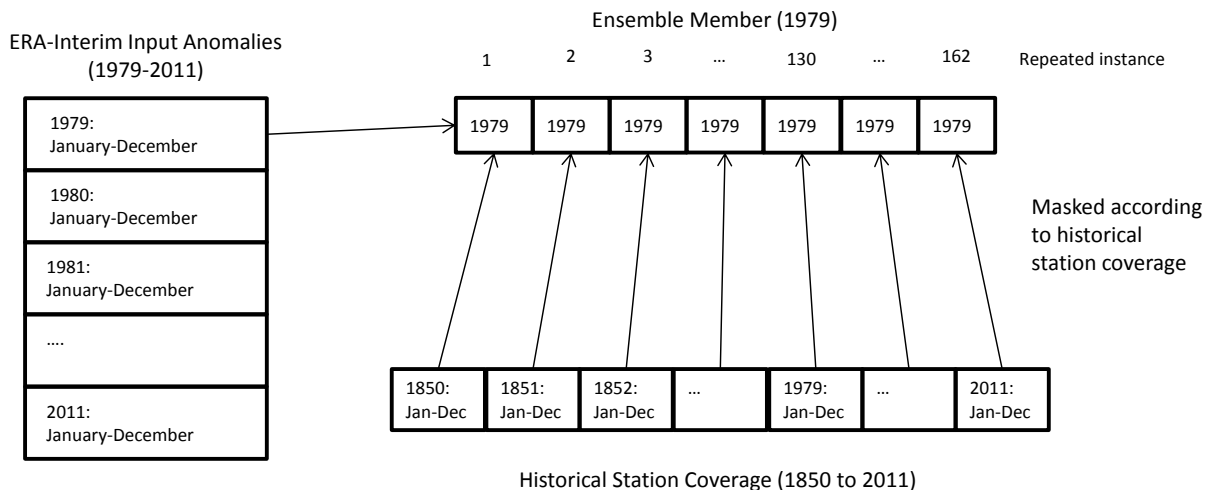 Ensemble Member (1979)
ERA-Interim Input Anomalies
(1979-2011)
1 2 3 ... 130 ... 162 Repeated instance
1979:
January-December
1980:
January-December
1981:
January-December
....
2011:
January-December
1979 1979 1979 1979 1979 1979 1979
Masked according
to historical
station coverage
1850: 1851: 1852: ... 1979: ... 2011:
Jan-Dec Jan-Dec Jan-Dec Jan-Dec Jan-Dec
Historical Station Coverage (1850 to 2011)